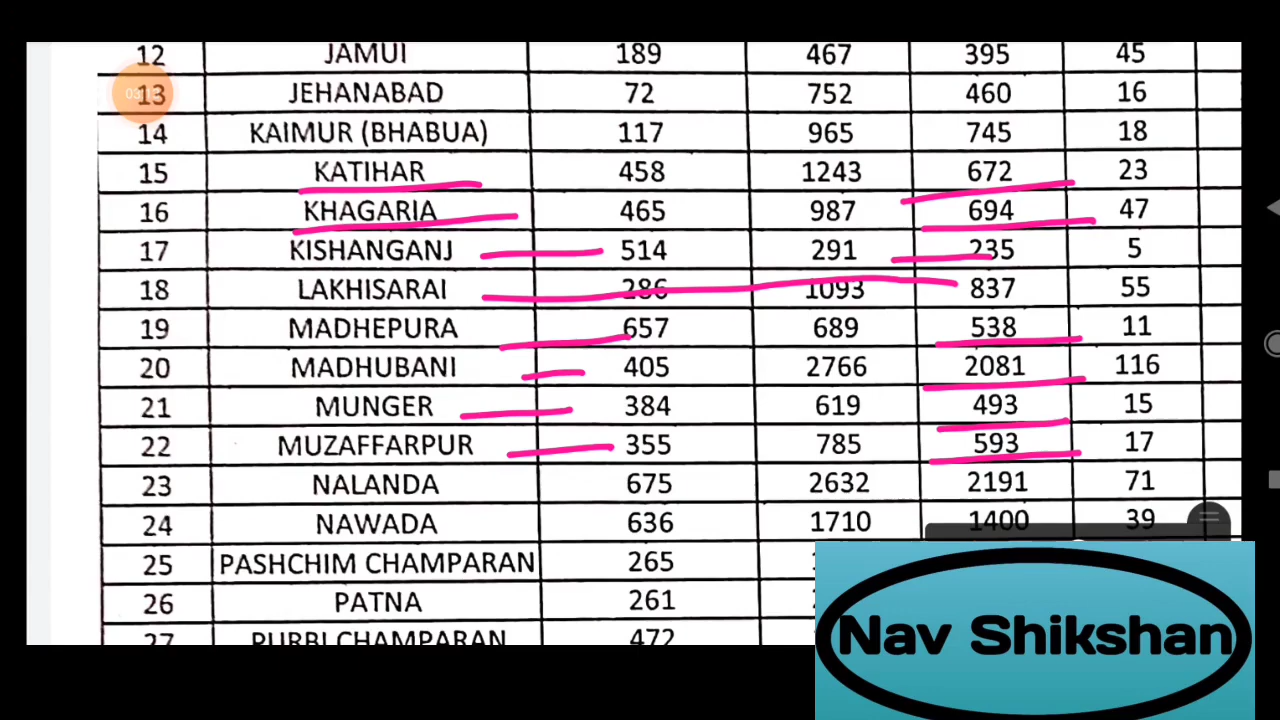 12 JAMUI 189 467 395 45
13 JEHANABAD 72 752 460 16
14 KAIMUR (BHABUA) 117 965 745 18
15 KATIHAR 458 1243 672 23
16 KHAGARIA 465 987 694 47
17 KISHANGANJ 514 291 235 5
18 LAKHISARAI 286 1093 837 55
19 MADHEPURA 657 689 538 11
20 MADHUBANI 405 2766 2081 116
21 MUNGER 384 619 493 15
22 MUZAFFARPUR 355 785 593 17
23 NALANDA 675 2632 2191 71
24 NAWADA 636 1710 1400 39
25 PASHCHIM CHAMPARAN 265
26 PATNA 261
27 PURBI CHAMPARAN 472
Nav Shikshan